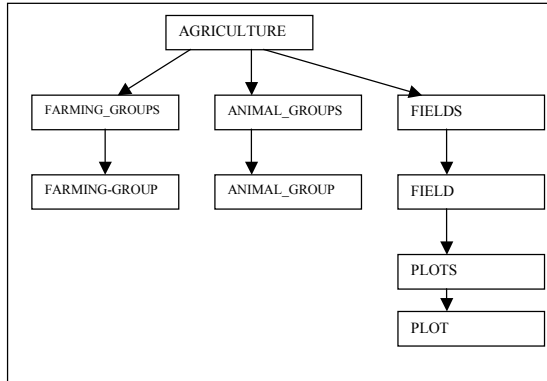 AGRICULTURE
FARMING_GROUPS
ANIMAL_GROUPS
FIELDS
FARMING-GROUP
ANIMAL_GROUP
FIELD
PLOTS
PLOT